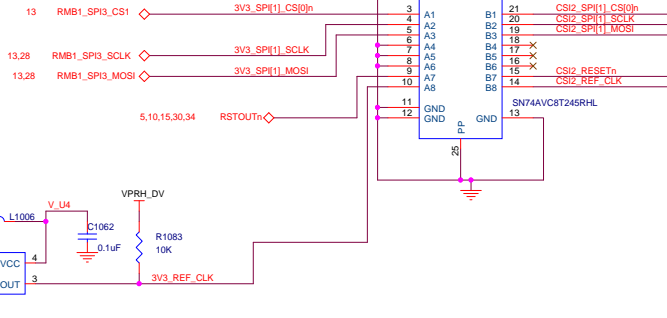 13 RMB1_SPI3_CS1 3V3_SPI[1]_CS[0]n 3 A1 B1 21 CSI2_SPI[1]_CS[0]n
4 A2 B2 20 CSI2_SPI[1]_SCLK
5 A3 B3 19 CSI2_SPI[1]_MOSI
13,28 RMB1_SPI3_SCLK 3V3_SPI[1]_SCLK 6 A4 B4 18
7 A5 B5 17
8 A6 B6 16
13,28 RMB1_SPI3_MOSI 3V3_SPI[1]_MOSI 9 A7 B7 15 CSI2_RESETn
10 A8 B8 14 CSI2_REF_CLK
SN74AVC8T245RHL
11 GND
5,10,15,30,34 RSTOUTn 12 GND GND 13
PP
25
VPRH_DV
V_U4
L1006 C1062
R1083
0.1uF 10K
VCC 4
OUT 3 3V3_REF_CLK